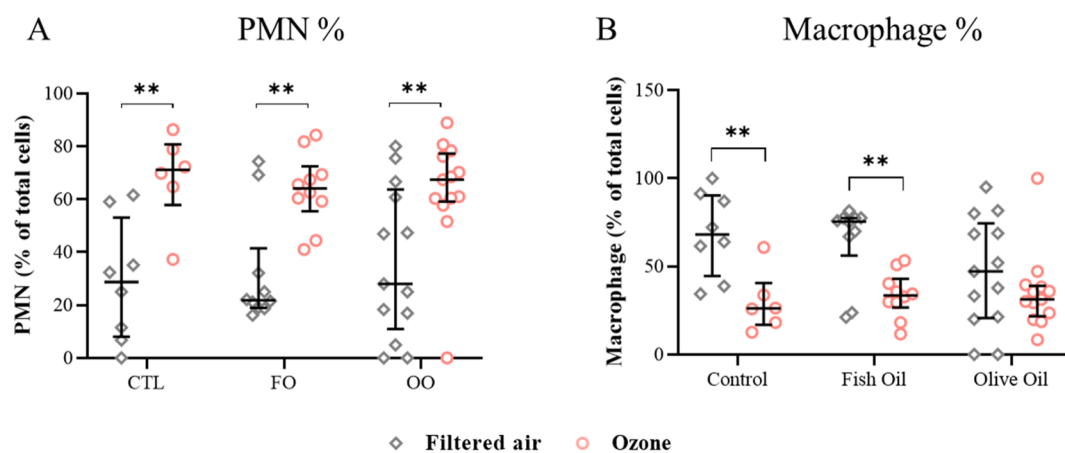 A PMN % B Macrophage %
PMN (% of total cells)
100
80
60
40
20
0
** ** **
CTL FO OO
Macrophage (% of total cells)
150
100
50
0
** **
Control Fish Oil Olive Oil
Filtered air Ozone